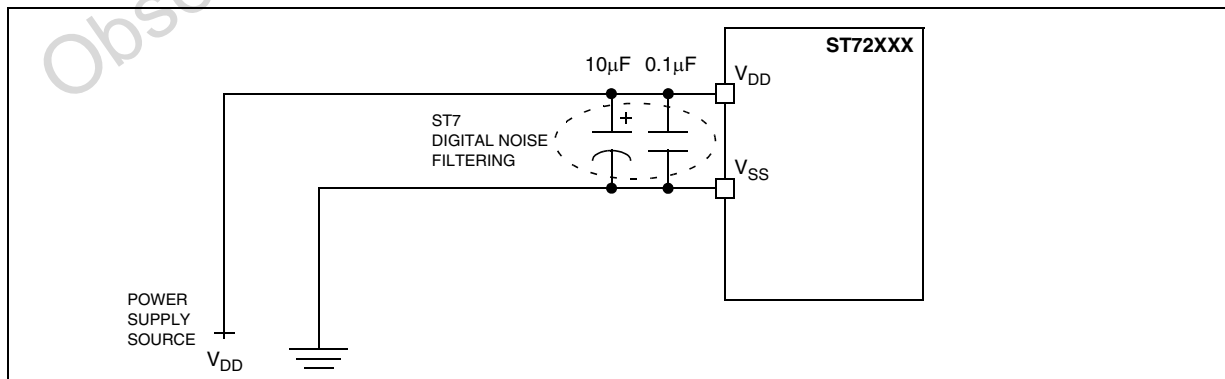 ST72XXX
10μF 0.1μF
VDD
+
ST7
DIGITAL NOISE
FILTERING
VSS
POWER
SUPPLY
SOURCE
VDD